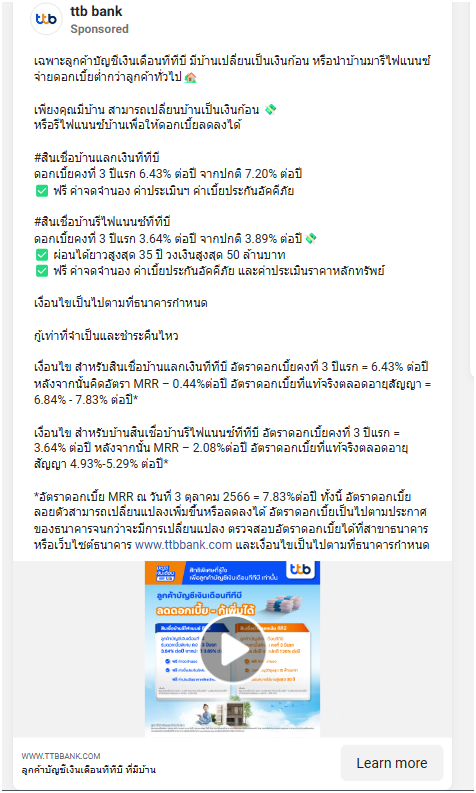 ttb
ttb bank
Sponsored
เฉพาะลูกค้าบัญชีเงินเดือนทีทีบี มีบ้านเปลี่ยนเป็นเงินก้อน หรือนำบ้านมารีไฟแนนซ์
จ่ายดอกเบี้ยต่ำกว่าลูกค้าทั่วไป 🏠
เพียงคุณมีบ้าน สามารถเปลี่ยนบ้านเป็นเงินก้อน 💸
หรือรีไฟแนนซ์บ้านเพื่อให้ดอกเบี้ยลดลงได้
#สินเชื่อบ้านแลกเงินทีทีบี
ดอกเบี้ยคงที่ 3 ปีแรก 6.43% ต่อปี จากปกติ 7.20% ต่อปี
✅ ฟรี ค่าจดจำนอง ค่าประเมินฯ ค่าเบี้ยประกันอัคคีภัย
#สินเชื่อบ้านรีไฟแนนซ์ทีทีบี
ดอกเบี้ยคงที่ 3 ปีแรก 3.64% ต่อปี จากปกติ 3.89% ต่อปี 💸
✅ ผ่อนได้ยาวสูงสุด 35 ปี วงเงินสูงสุด 50 ล้านบาท
✅ ฟรี ค่าจดจำนอง ค่าเบี้ยประกันอัคคีภัย และค่าประเมินราคาหลักทรัพย์
เงื่อนไขเป็นไปตามที่ธนาคารกำหนด
กู้เท่าที่จำเป็นและชำระคืนไหว
เงื่อนไข สำหรับสินเชื่อบ้านแลกเงินทีทีบี อัตราดอกเบี้ยคงที่ 3 ปีแรก = 6.43% ต่อปี
หลังจากนั้นคิดอัตรา MRR – 0.44%ต่อปี อัตราดอกเบี้ยที่แท้จริงตลอดอายุสัญญา =
6.84% - 7.83% ต่อปี*
เงื่อนไข สำหรับบ้านสินเชื่อบ้านรีไฟแนนซ์ทีทีบี อัตราดอกเบี้ยคงที่ 3 ปีแรก =
3.64% ต่อปี หลังจากนั้น MRR – 2.08%ต่อปี อัตราดอกเบี้ยที่แท้จริงตลอดอายุ
สัญญา 4.93%-5.29% ต่อปี*
*อัตราดอกเบี้ย MRR ณ วันที่ 3 ตุลาคม 2566 = 7.83%ต่อปี ทั้งนี้ อัตราดอกเบี้ย
ลอยตัวสามารถเปลี่ยนแปลงเพิ่มขึ้นหรือลดลงได้ อัตราดอกเบี้ยเป็นไปตามประกาศ
ของธนาคารจนกว่าจะมีการเปลี่ยนแปลง ตรวจสอบอัตราดอกเบี้ยได้ที่สาขาธนาคาร
หรือเว็บไซต์ธนาคาร www.ttbbank.com และเงื่อนไขเป็นไปตามที่ธนาคารกำหนด
ttb
สิทธิพิเศษที่รู้ใจ
เพื่อลูกค้าบัญชีเงินเดือนทีทีบี เท่านั้น
ลูกค้าบัญชีเงินเดือนทีทีบี
ลดดอกเบี้ย - กู้เพิ่มได้
WWW.TTBBANK.COM
ลูกค้าบัญชีเงินเดือนทีทีบี ที่มีบ้าน
Learn more